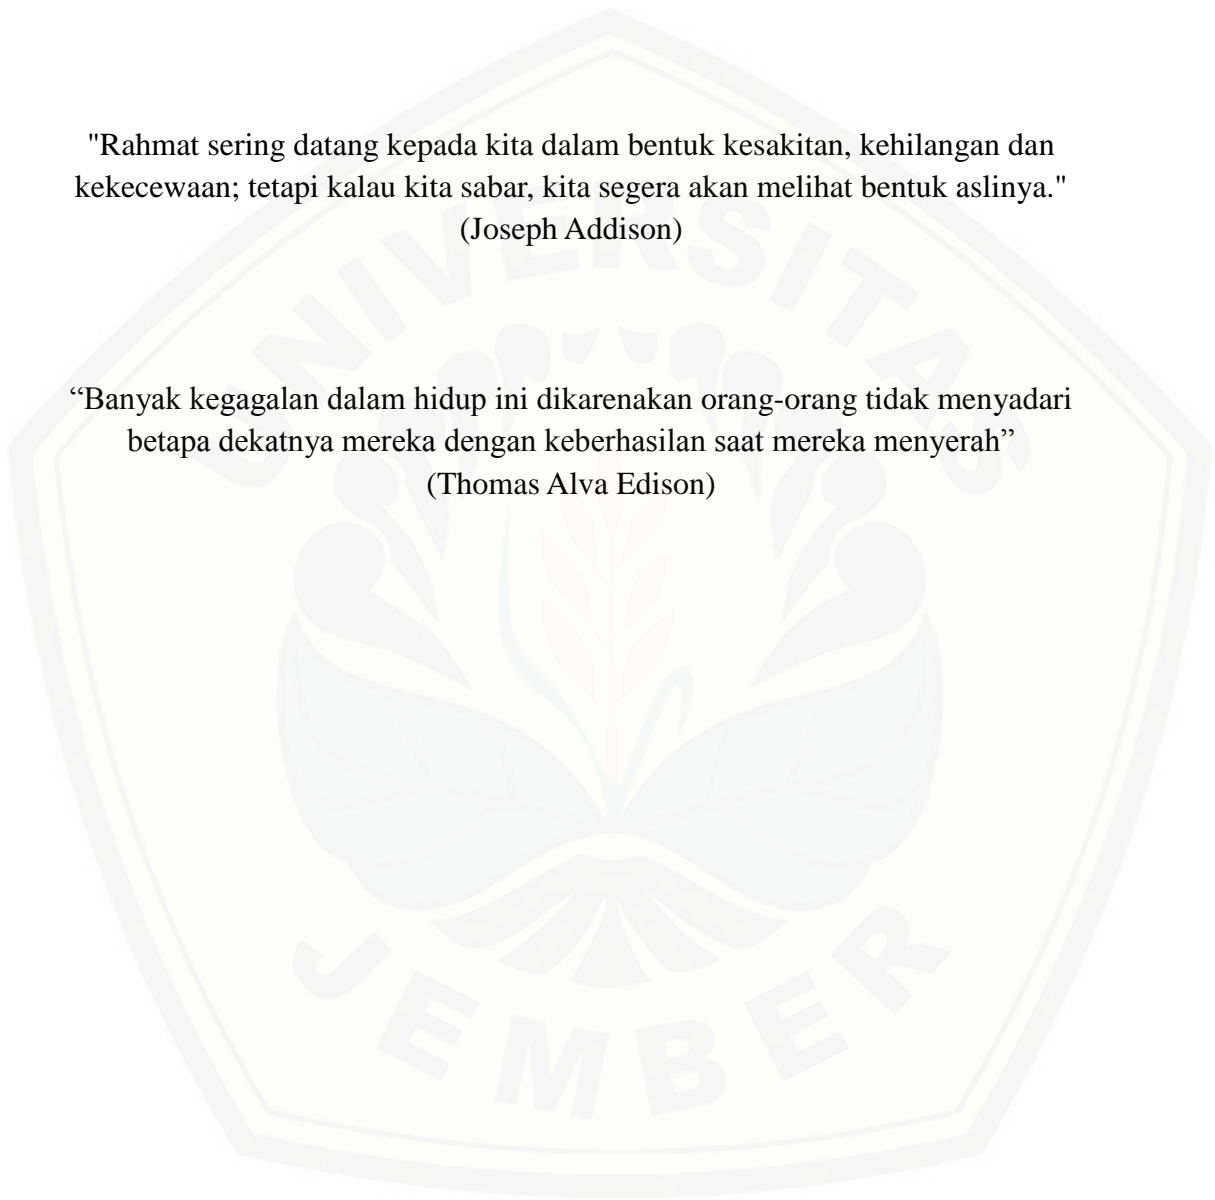 "Rahmat sering datang kepada kita dalam bentuk kesakitan, kehilangan dan
kekecewaan; tetapi kalau kita sabar, kita segera akan melihat bentuk aslinya."
(Joseph Addison)
“Banyak kegagalan dalam hidup ini dikarenakan orang-orang tidak menyadari
betapa dekatnya mereka dengan keberhasilan saat mereka menyerah”
(Thomas Alva Edison)
UNIVERSITAS
JEMBER